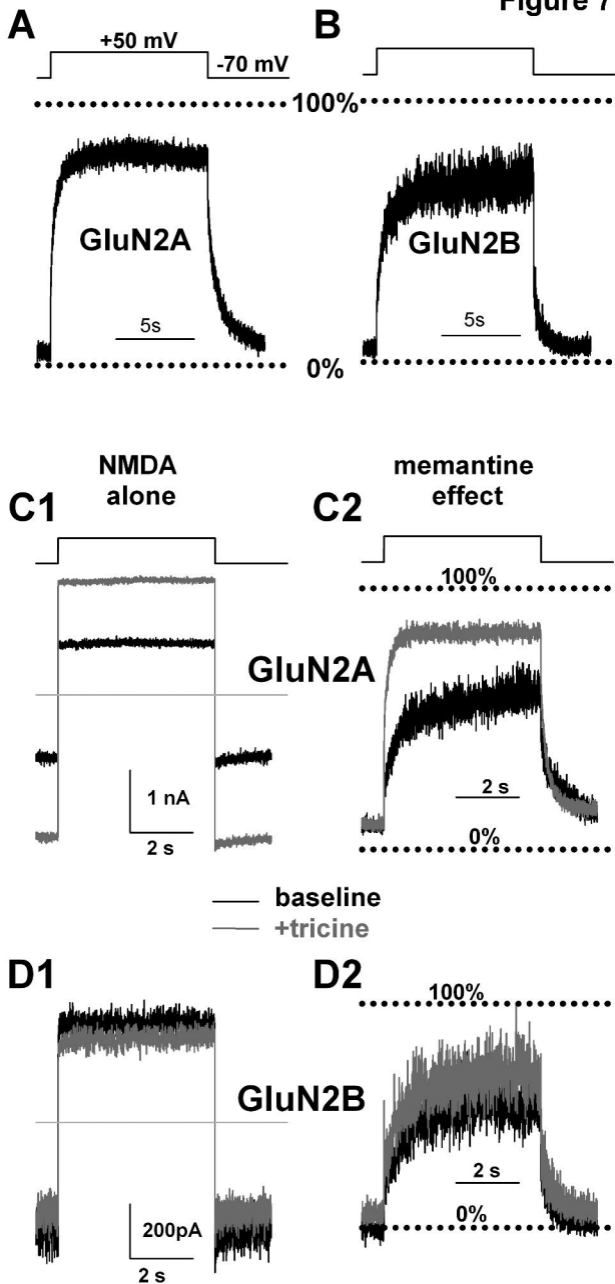 Figure 7
A
+50 mV
-70 mV
B
100%
GluN2A
GluN2B
5s
5s
0%
NMDA
alone
memantine
effect
C1
C2
100%
GluN2A
1 nA
2 s
2 s
0%
baseline
+tricine
D1
D2
100%
GluN2B
200pA
2 s
2 s
0%